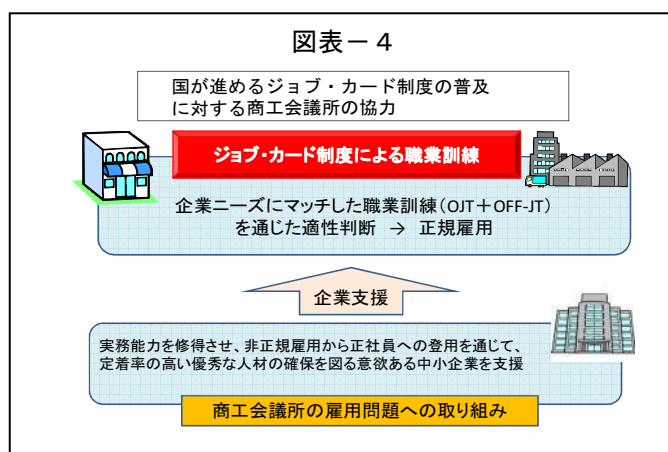 図表－４
国が進めるジョブ・カード制度の普及
に対する商工会議所の協力
ジョブ・カード制度による職業訓練
企業ニーズにマッチした職業訓練（OJT＋OFF-JT）
を通じた適性判断 → 正規雇用
企業支援
実務能力を修得させ、非正規雇用から正社員への登用を通じて、
定着率の高い優秀な人材の確保を図る意欲ある中小企業を支援
商工会議所の雇用問題への取り組み